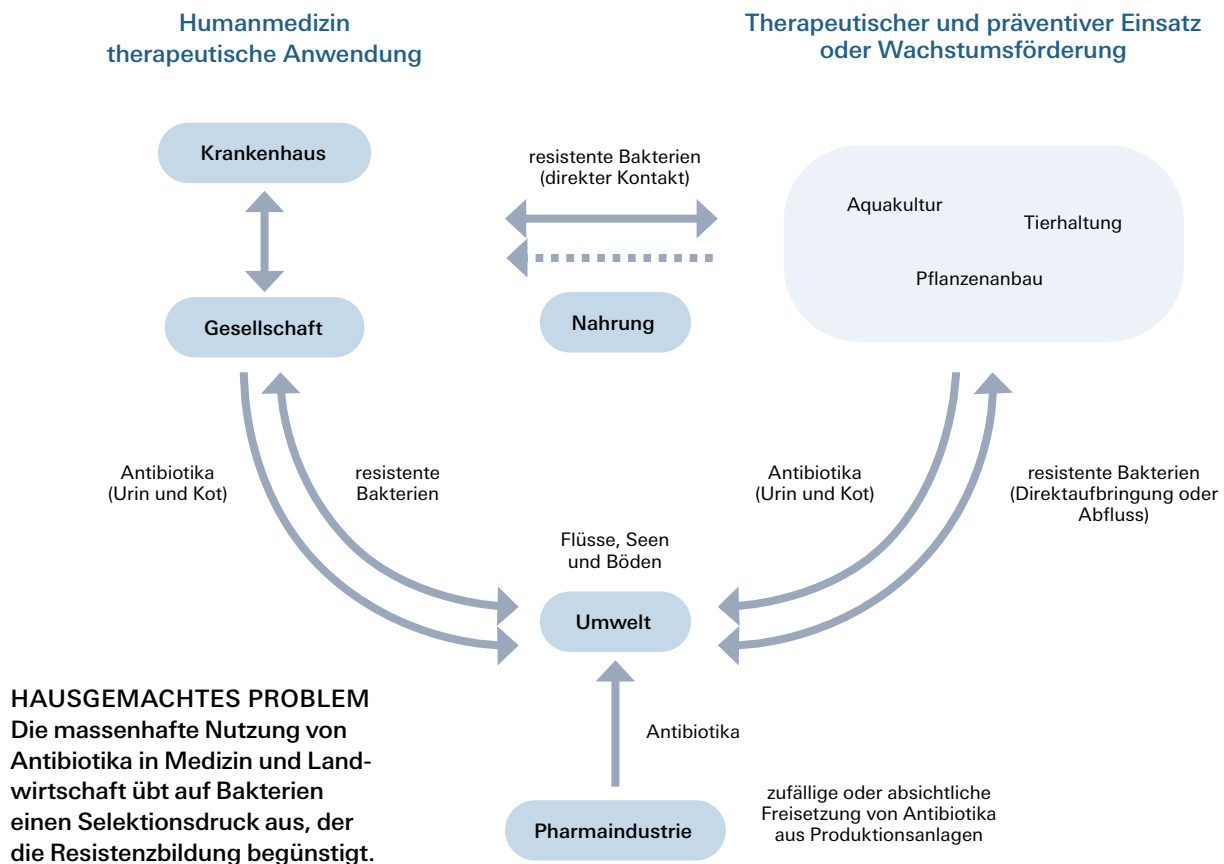 Humanmedizin
therapeutische Anwendung
Therapeutischer und präventiver Einsatz
oder Wachstumsförderung
Krankenhaus
resistente Bakterien
(direkter Kontakt)
Aquakultur
Tierhaltung
Pflanzenanbau
Gesellschaft
Nahrung
Antibiotika
(Urin und Kot)
resistente
Bakterien
Antibiotika
(Urin und Kot)
resistente Bakterien
(Direktaufbringung oder
Abfluss)
Flüsse, Seen
und Böden
Umwelt
HAUSGEMACHTES PROBLEM
Die massenhafte Nutzung von
Antibiotika in Medizin und Land-
wirtschaft übt auf Bakterien
einen Selektionsdruck aus, der
die Resistenzbildung begünstigt.
Antibiotika
Pharmaindustrie
zufällige oder absichtliche
Freisetzung von Antibiotika
aus Produktionsanlagen